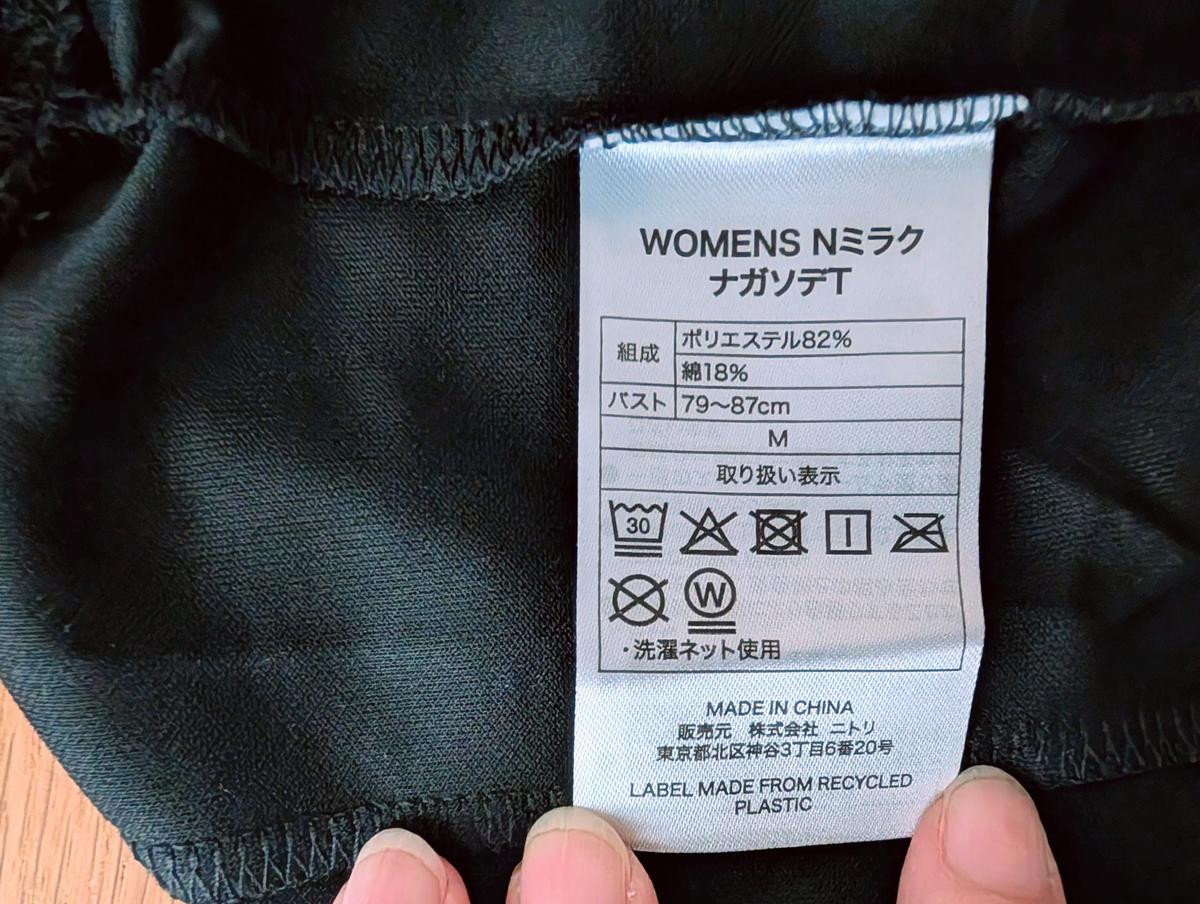 WOMENS Nミラク
ナガソデT
組成
ポリエステル82%
綿18%
バスト 79〜87cm
M
取り扱い表示
30
W
・洗濯ネット使用
MADE IN CHINA
販売元 株式会社 ニトリ
東京都北区神谷3丁目6番20号
LABEL MADE FROM RECYCLED
PLASTIC